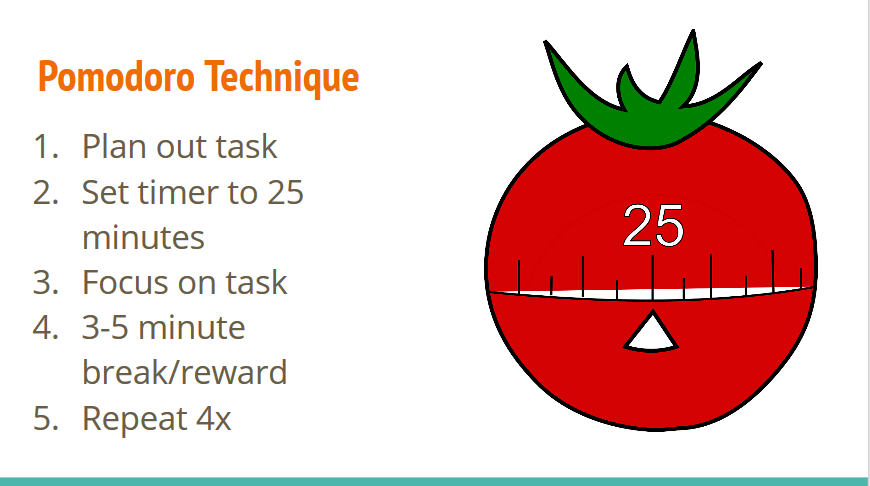 Pomodoro Technique
1. Plan out task
2. Set timer to 25
minutes
3. Focus on task
4. 3-5 minute
break/reward
5. Repeat 4x
25